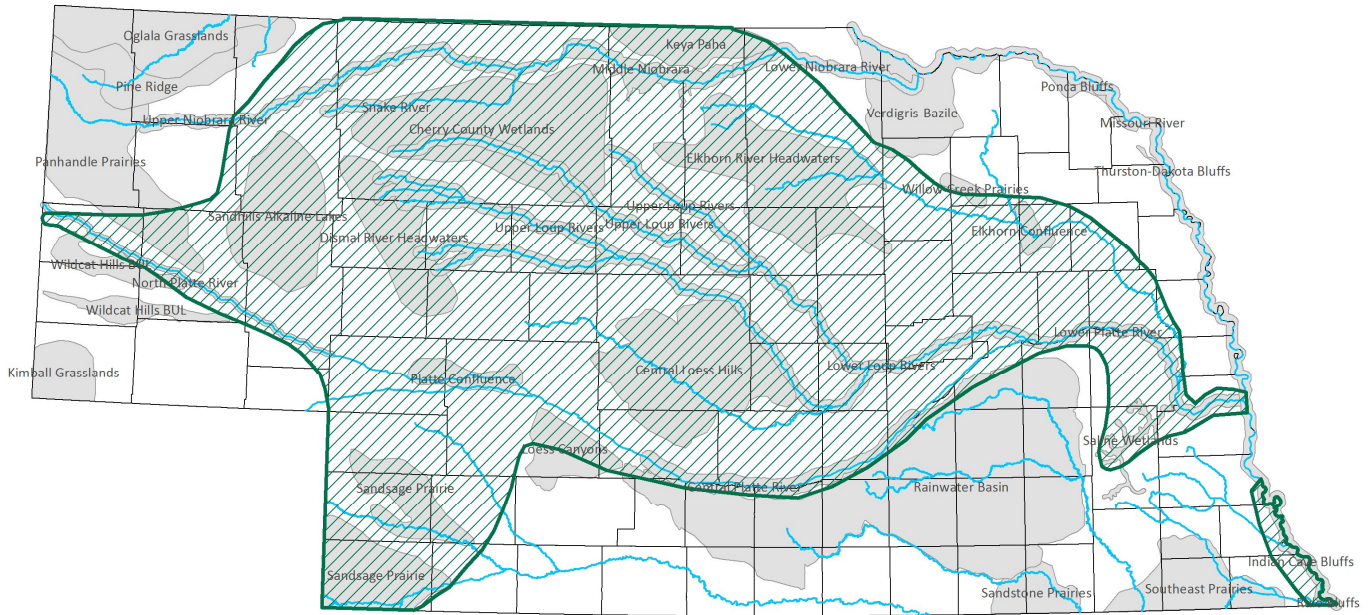 Oglala Grasslands
Keya Paha
Middle Niobrara
Lower Niobrara River
Pine Ridge
Ponca Bluffs
Snake River
Verdigris Bazile
Upper Niobrara River
Missouri River
Cherry County Wetlands
Panhandle Prairies
Elkhorn River Headwaters
Thurston-Dakota Bluffs
Willow Creek Prairies
Upper Loup Rivers
Sandhills Alkaline Lakes
Upper Loup Rivers
Upper Loup Rivers
Elkhorn Confluence
Dismal River Headwaters
Wildcat Hills BUL
North Platte River
Wildcat Hills BUL
Lower Platte River
Kimball Grasslands
Platte Confluence
Central Loess Hills
Lower Loup Rivers
Saline Wetlands
Loess Canyons
Sandsage Prairie
Central Platte River
Rainwater Basin
Indian Cave Bluffs
Sandsage Prairie
Sandstone Prairies
Southeast Prairies
Bluffs